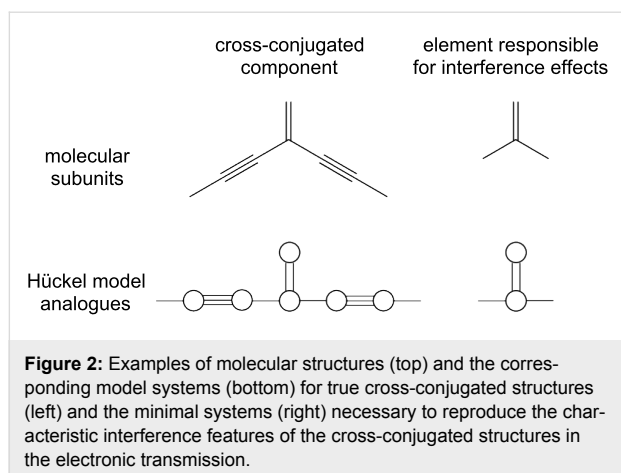 cross-conjugated
component
element responsible
for interference effects
molecular
subunits
Hückel model
analogues
Figure 2: Examples of molecular structures (top) and the corres-
ponding model systems (bottom) for true cross-conjugated structures
(left) and the minimal systems (right) necessary to reproduce the char-
acteristic interference features of the cross-conjugated structures in
the electronic transmission.